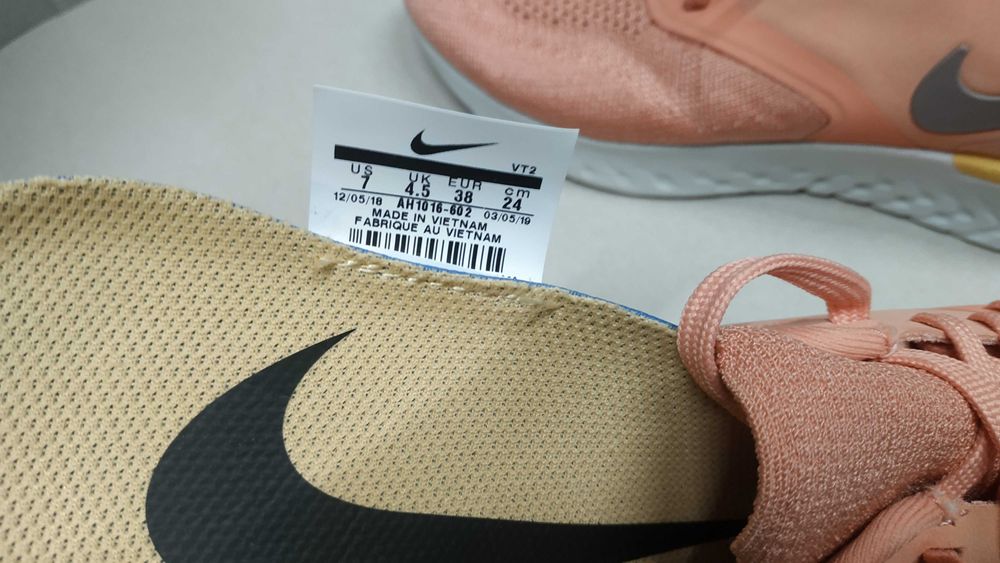 VT2
US UK EUR cm
7 4.5 38 24
12/05/18 AH1016-602 03/05/19
MADE IN VIETNAM
FABRIQUE AU VIETNAM